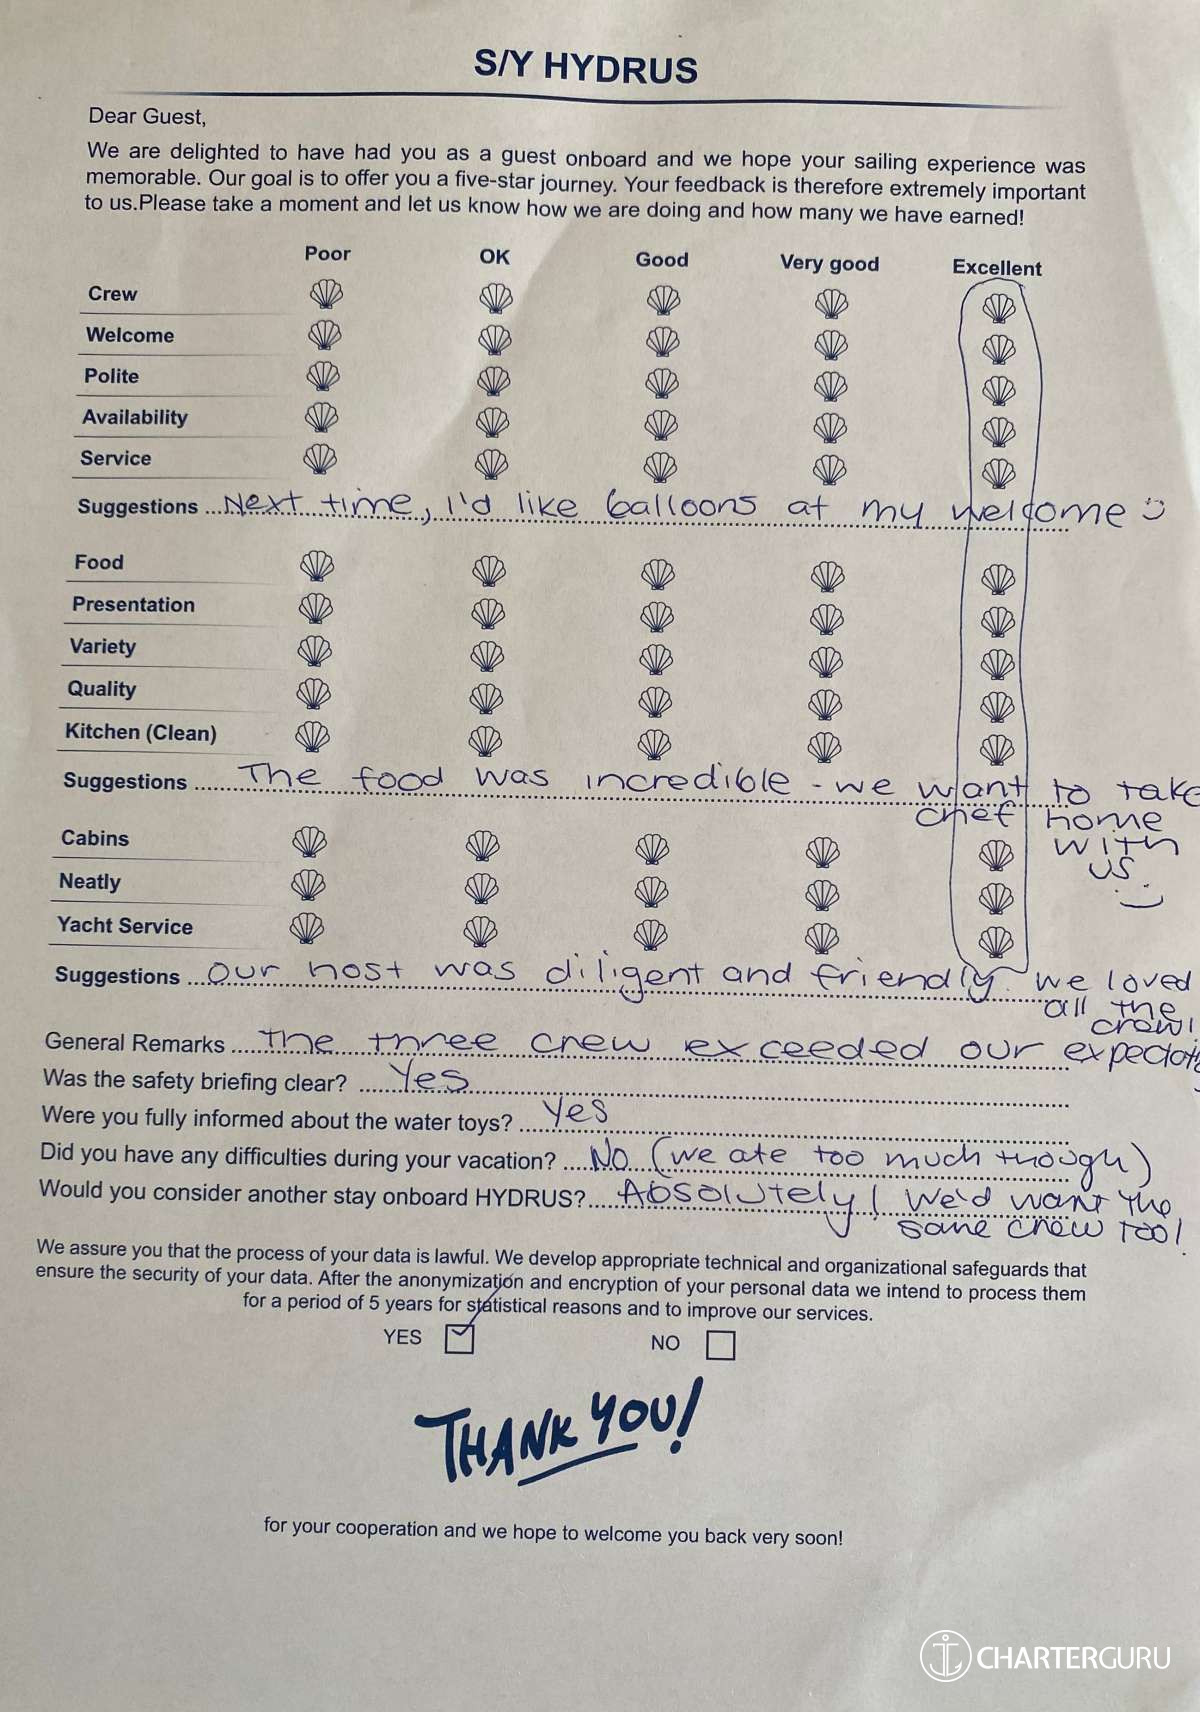 S/Y HYDRUS
Dear Guest,
We are delighted to have had you as a guest onboard and we hope your sailing experience was
memorable. Our goal is to offer you a five-star journey. Your feedback is therefore extremely important
to us.Please take a moment and let us know how we are doing and how many we have earned!
Poor OK Good Very good Excellent
Crew
Welcome
Polite
Availability
Service
Suggestions Next time, I'd like balloons at my welcome
Food
Presentation
Variety
Quality
Kitchen (Clean)
Suggestions The food was incredible - we want to take
chef home
with
us
Cabins
Neatly
Yacht Service
Suggestions Our host was diligent and friendly. We loved
all the
crew!
General Remarks The three crew exceeded our
Was the safety briefing clear? Yes
Were you fully informed about the water toys? Yes
Did you have any difficulties during your vacation? No (we ate too much though)
Would you consider another stay onboard HYDRUS? Absolutely! We'd want the
same crew too!
We assure you that the process of your data is lawful. We develop appropriate technical and organizational safeguards that
ensure the security of your data. After the anonymization and encryption of your personal data we intend to process them
for a period of 5 years for statistical reasons and to improve our services.
YES NO
THANK YOU!
for your cooperation and we hope to welcome you back very soon!
CHARTERGURU